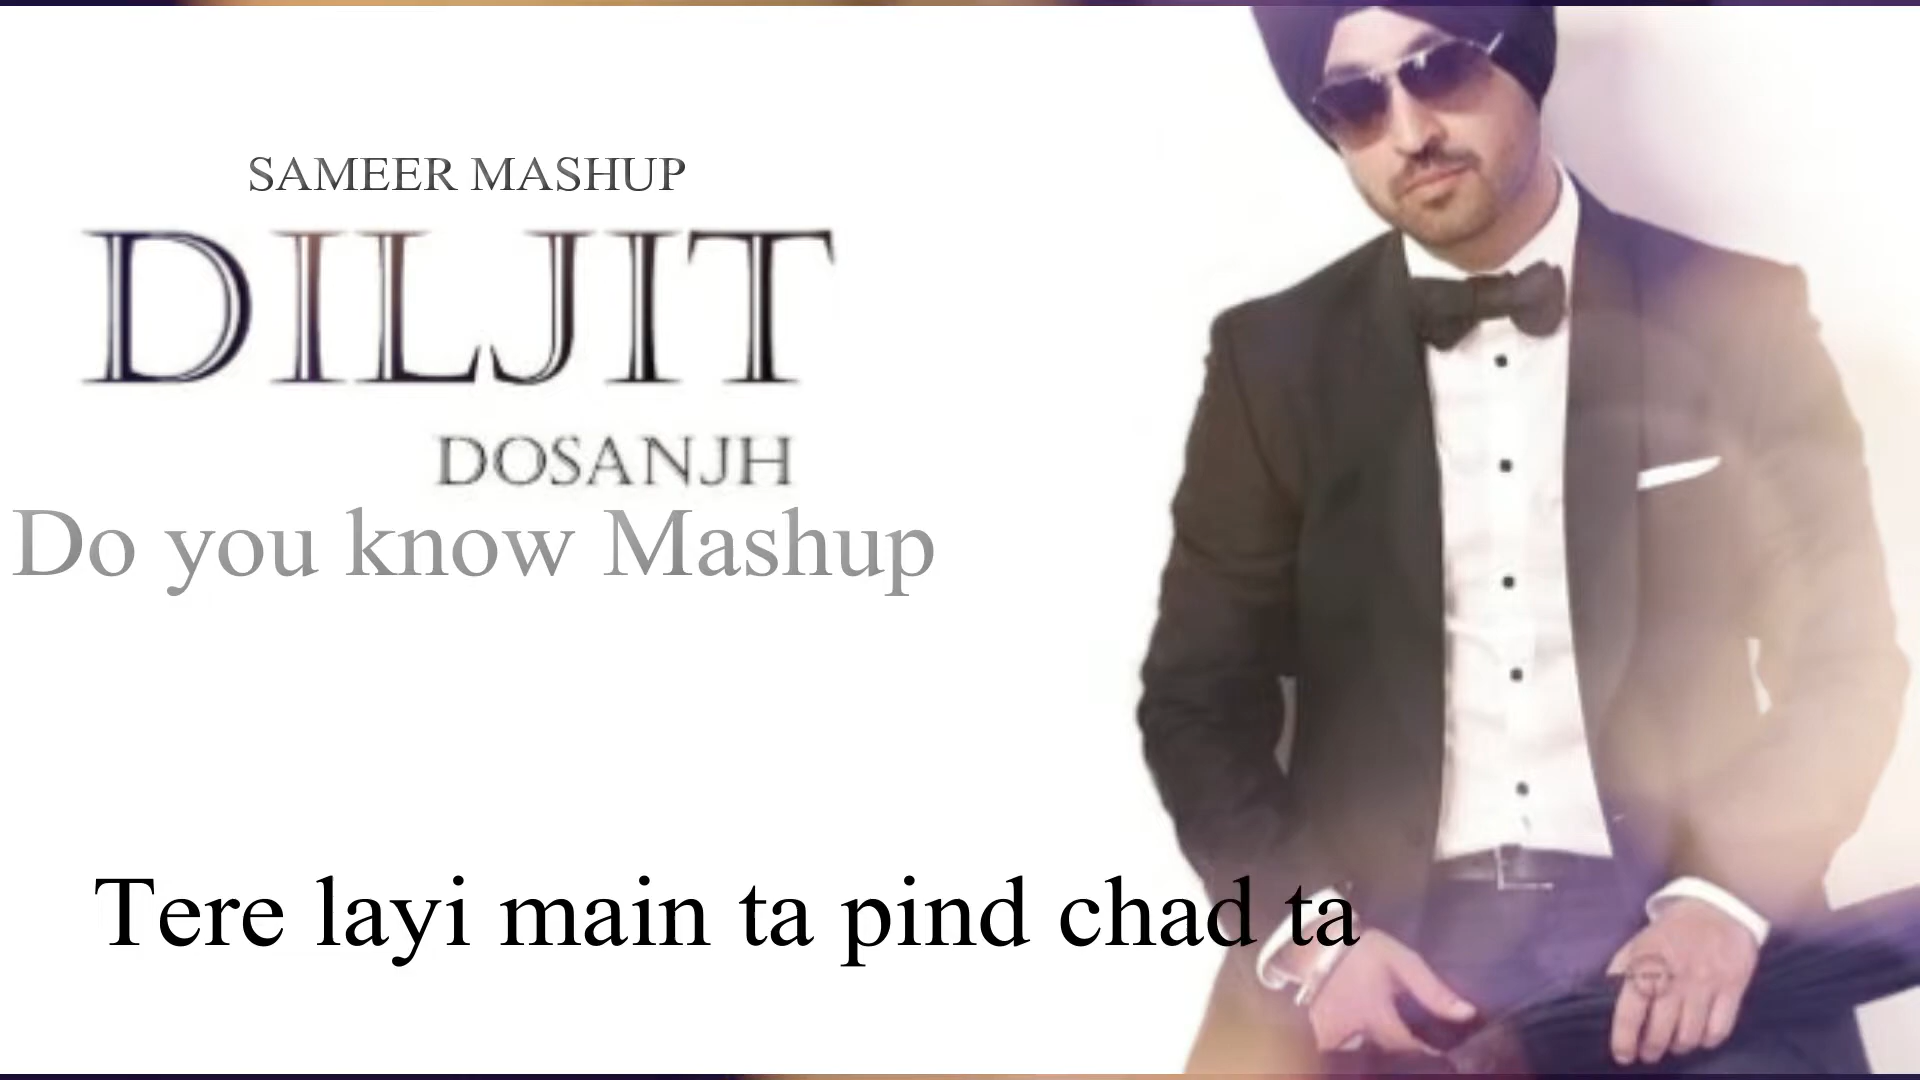 SAMEER MASHUP
DILJIT
DOSANJH
Do you know Mashup
Tere layi main ta pind chad ta